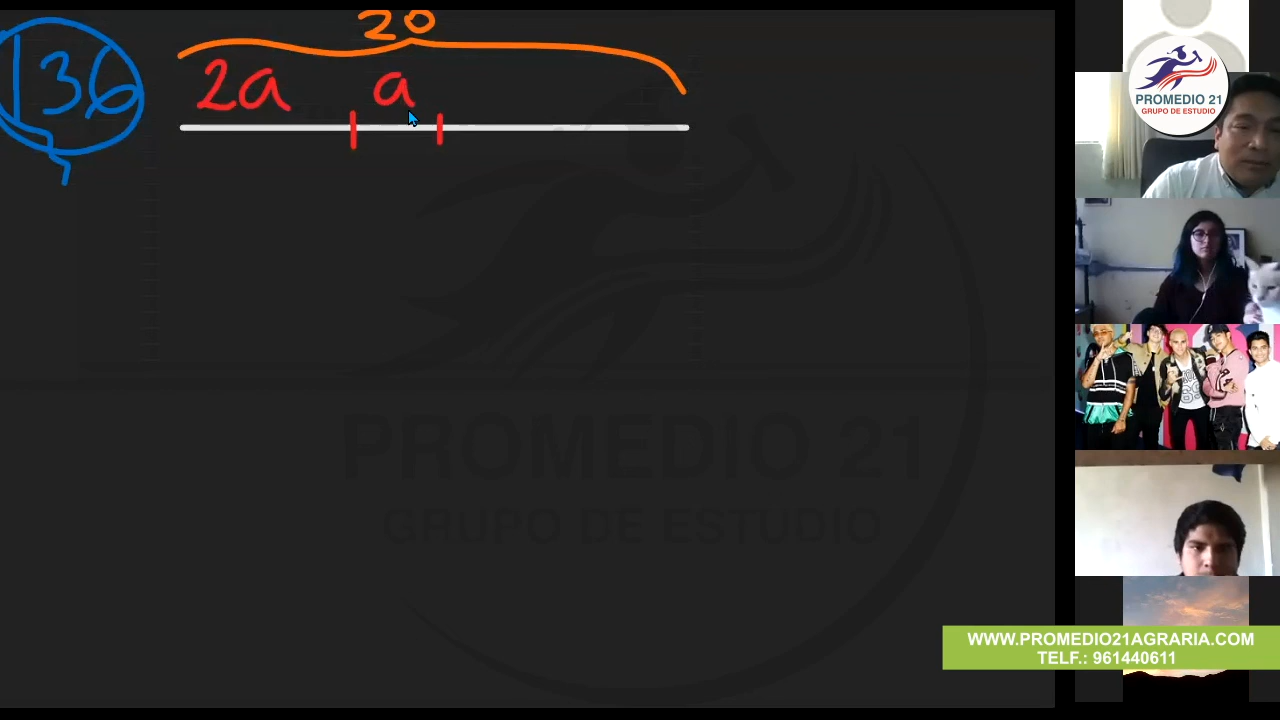 136
20
2a a
PROMEDIO 21
GRUPO DE ESTUDIO
PROMEDIO 21
GRUPO DE ESTUDIO
WWW.PROMEDIO21AGRARIA.COM
TELF.: 961440611